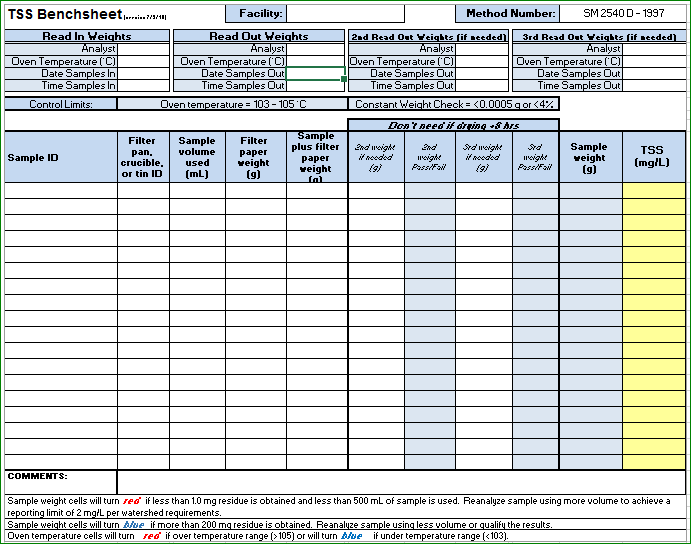 TSS Benchsheet (version 7/3/18) Facility: Method Number: SM 2540 D - 1997
Read In Weights Read Out Weights 2nd Read Out Weights (if needed) 3rd Read Out Weights (if needed)
Analyst Analyst Analyst Analyst
Oven Temperature (°C) Oven Temperature (°C) Oven Temperature (°C) Oven Temperature (°C)
Date Samples In Date Samples Out Date Samples Out Date Samples Out
Time Samples In Time Samples Out Time Samples Out Time Samples Out
Control Limits: Oven temperature = 103 - 105 °C Constant Weight Check = <0.0005 g or <4%
Don't need if drying +8 hrs
Sample ID
Filter
pan,
crucible,
or tin ID
Sample
volume
used
(mL)
Filter
paper
weight
(g)
Sample
plus filter
paper
weight
(g)
2nd weight
if needed
(g)
2nd
weight
Pass/Fail
3rd weight
if needed
(g)
3rd
weight
Pass/Fail
Sample
weight
(g)
TSS
(mg/L)
COMMENTS:
Sample weight cells will turn red if less than 1.0 mg residue is obtained and less than 500 mL of sample is used. Reanalyze sample using more volume to achieve a
reporting limit of 2 mg/L per watershed requirements.
Sample weight cells will turn blue if more than 200 mg residue is obtained. Reanalyze sample using less volume or qualify the results.
Oven temperature cells will turn red if over temperature range (>105) or will turn blue if under temperature range (<103).